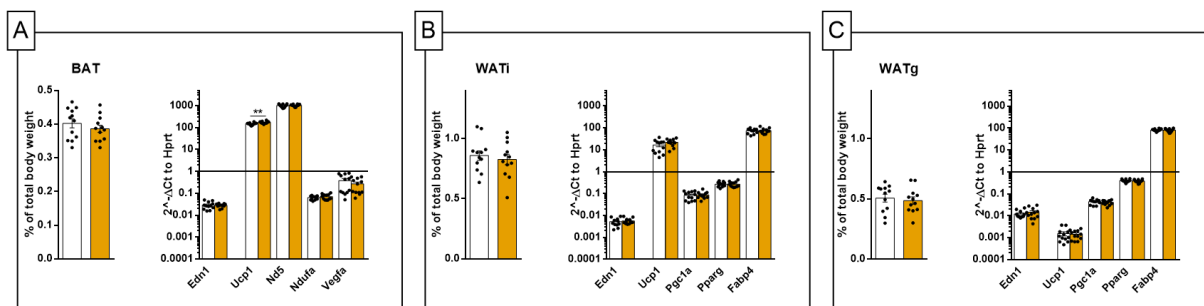 A
BAT
% of total body weight
0.5
0.4
0.3
0.2
0.1
0.0
2^-ΔCt to Hprt
1000
100
10
1
0.1
0.01
0.001
0.0001
**
Edn1
Ucp1
Nd5
Ndufa
Vegfa
B
WATi
% of total body weight
1.0
0.5
0.0
2^-ΔCt to Hprt
1000
100
10
1
0.1
0.01
0.001
0.0001
Edn1
Ucp1
Pgc1a
Pparg
Fabp4
C
WATg
% of total body weight
1.0
0.5
0.0
2^-ΔCt to Hprt
1000
100
10
1
0.1
0.01
0.001
0.0001
Edn1
Ucp1
Pgc1a
Pparg
Fabp4